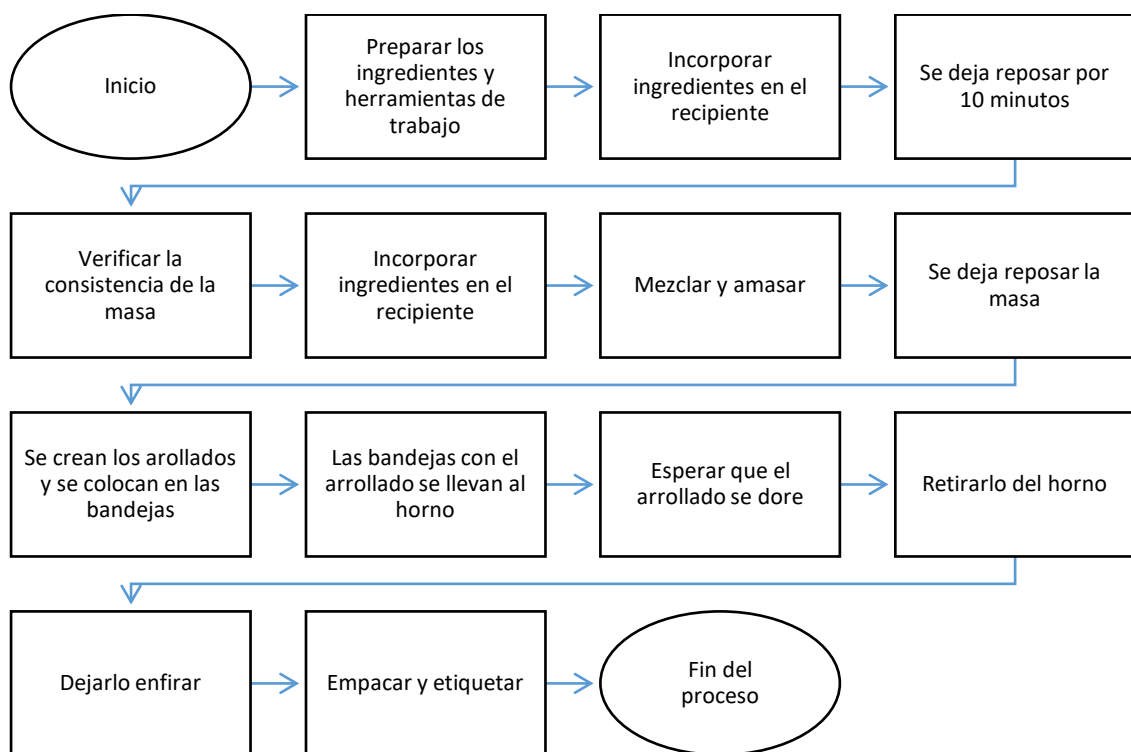 Inicio
Preparar los
ingredientes y
herramientas de
trabajo
Incorporar
ingredientes en el
recipiente
Se deja reposar por
10 minutos
Verificar la
consistencia de la
masa
Incorporar
ingredientes en el
recipiente
Mezclar y amasar
Se deja reposar la
masa
Se crean los arollados
y se colocan en las
bandejas
Las bandejas con el
arrollado se llevan al
horno
Esperar que el
arrollado se dore
Retirarlo del horno
Dejarlo enfirar
Empacar y etiquetar
Fin del
proceso